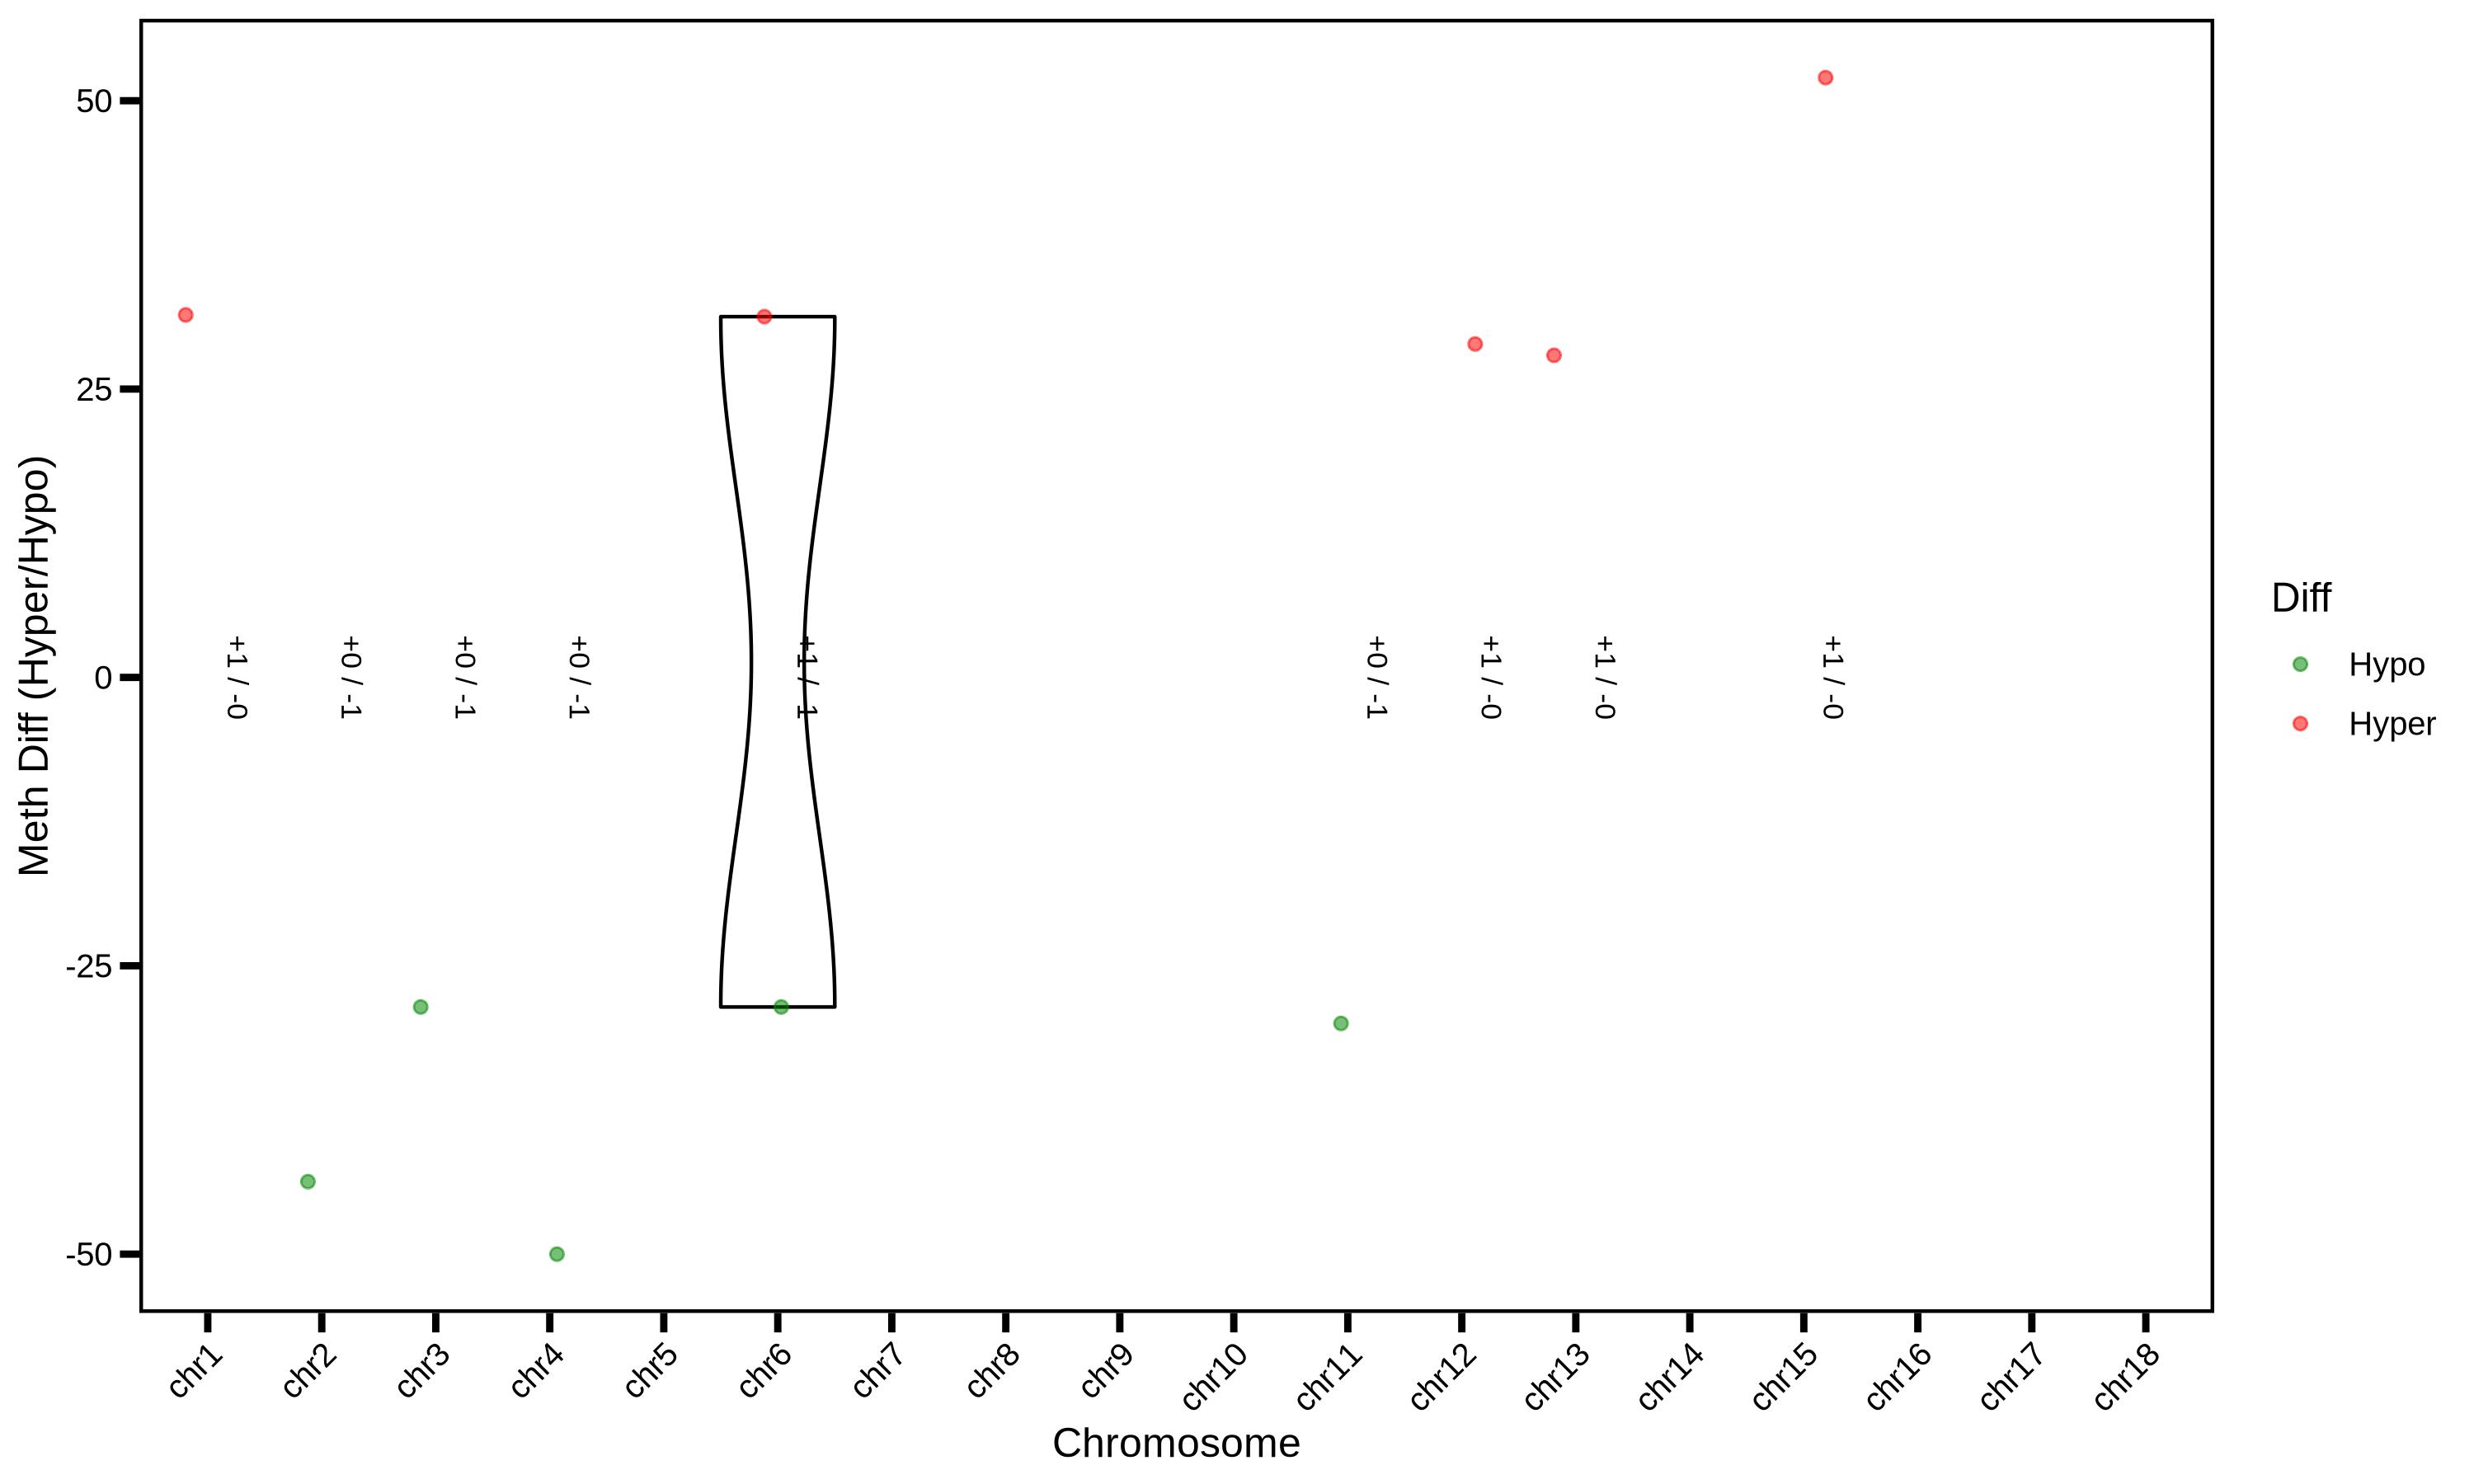 50
25
0
-25
-50
Meth Diff (Hyper/Hypo)
+1 / -0
+0 / -1
+0 / -1
+0 / -1
+1 / -1
+0 / -1
+1 / -0
+1 / -0
+1 / -0
chr1
chr2
chr3
chr4
chr5
chr6
chr7
chr8
chr9
chr10
chr11
chr12
chr13
chr14
chr15
chr16
chr17
chr18
Chromosome
Diff
Hypo
Hyper